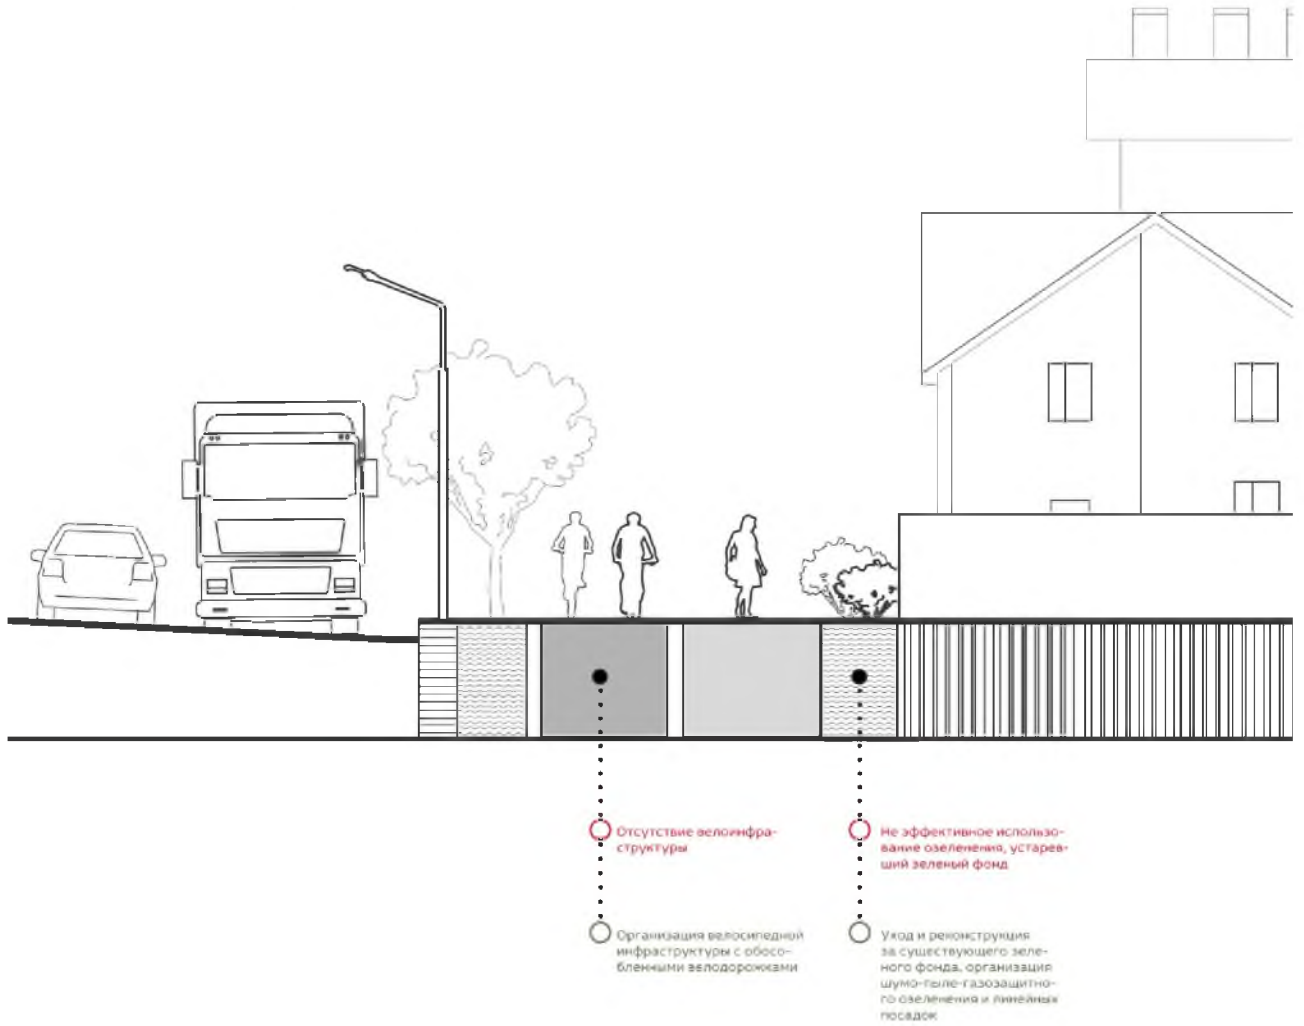 Отсутствие велоинфра-
структуры
Не эффективное использо-
вание озеленения, устарев-
ший зеленый фонд
Организация велосипедной
инфраструктуры с обосо-
бленными велодорожками
Уход и реконструкция
за существующего зеле-
ного фонда, организация
шумо-пыле-газозащитно-
го озеленения и линейных
посадок